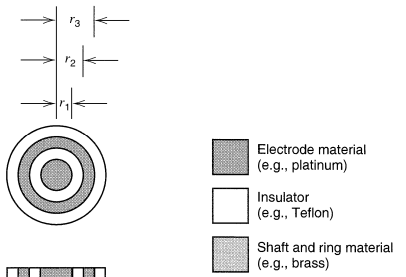 r3
r2
r1
Electrode material
(e.g., platinum)
Insulator
(e.g., Teflon)
Shaft and ring material
(e.g., brass)